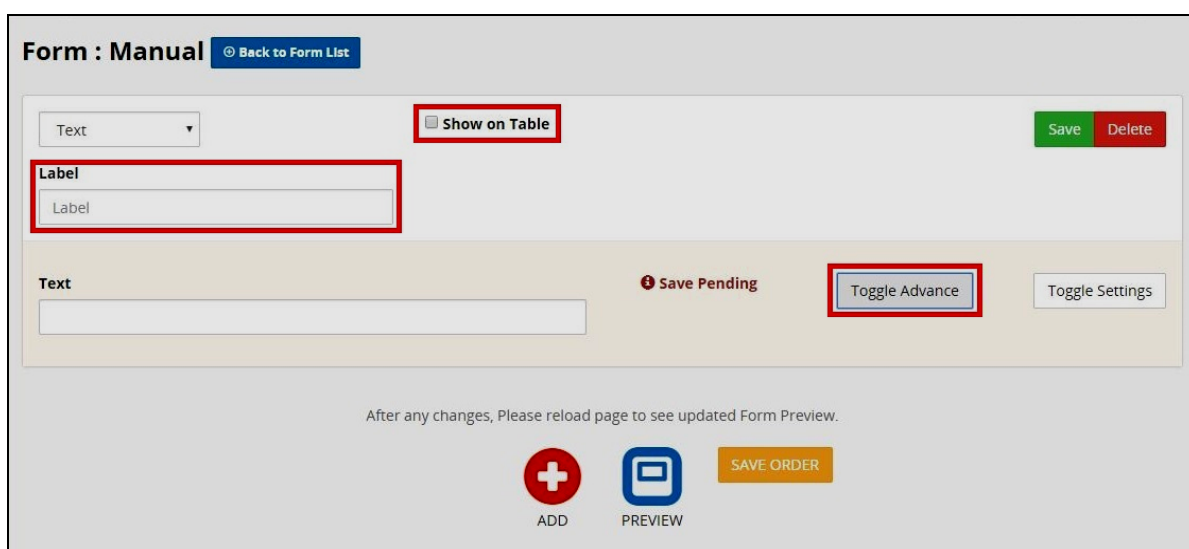 Form : Manual Back to Form List
Text Show on Table Save Delete
Label
Label
Text Save Pending Toggle Advance Toggle Settings
After any changes, Please reload page to see updated Form Preview.
SAVE ORDER
ADD PREVIEW